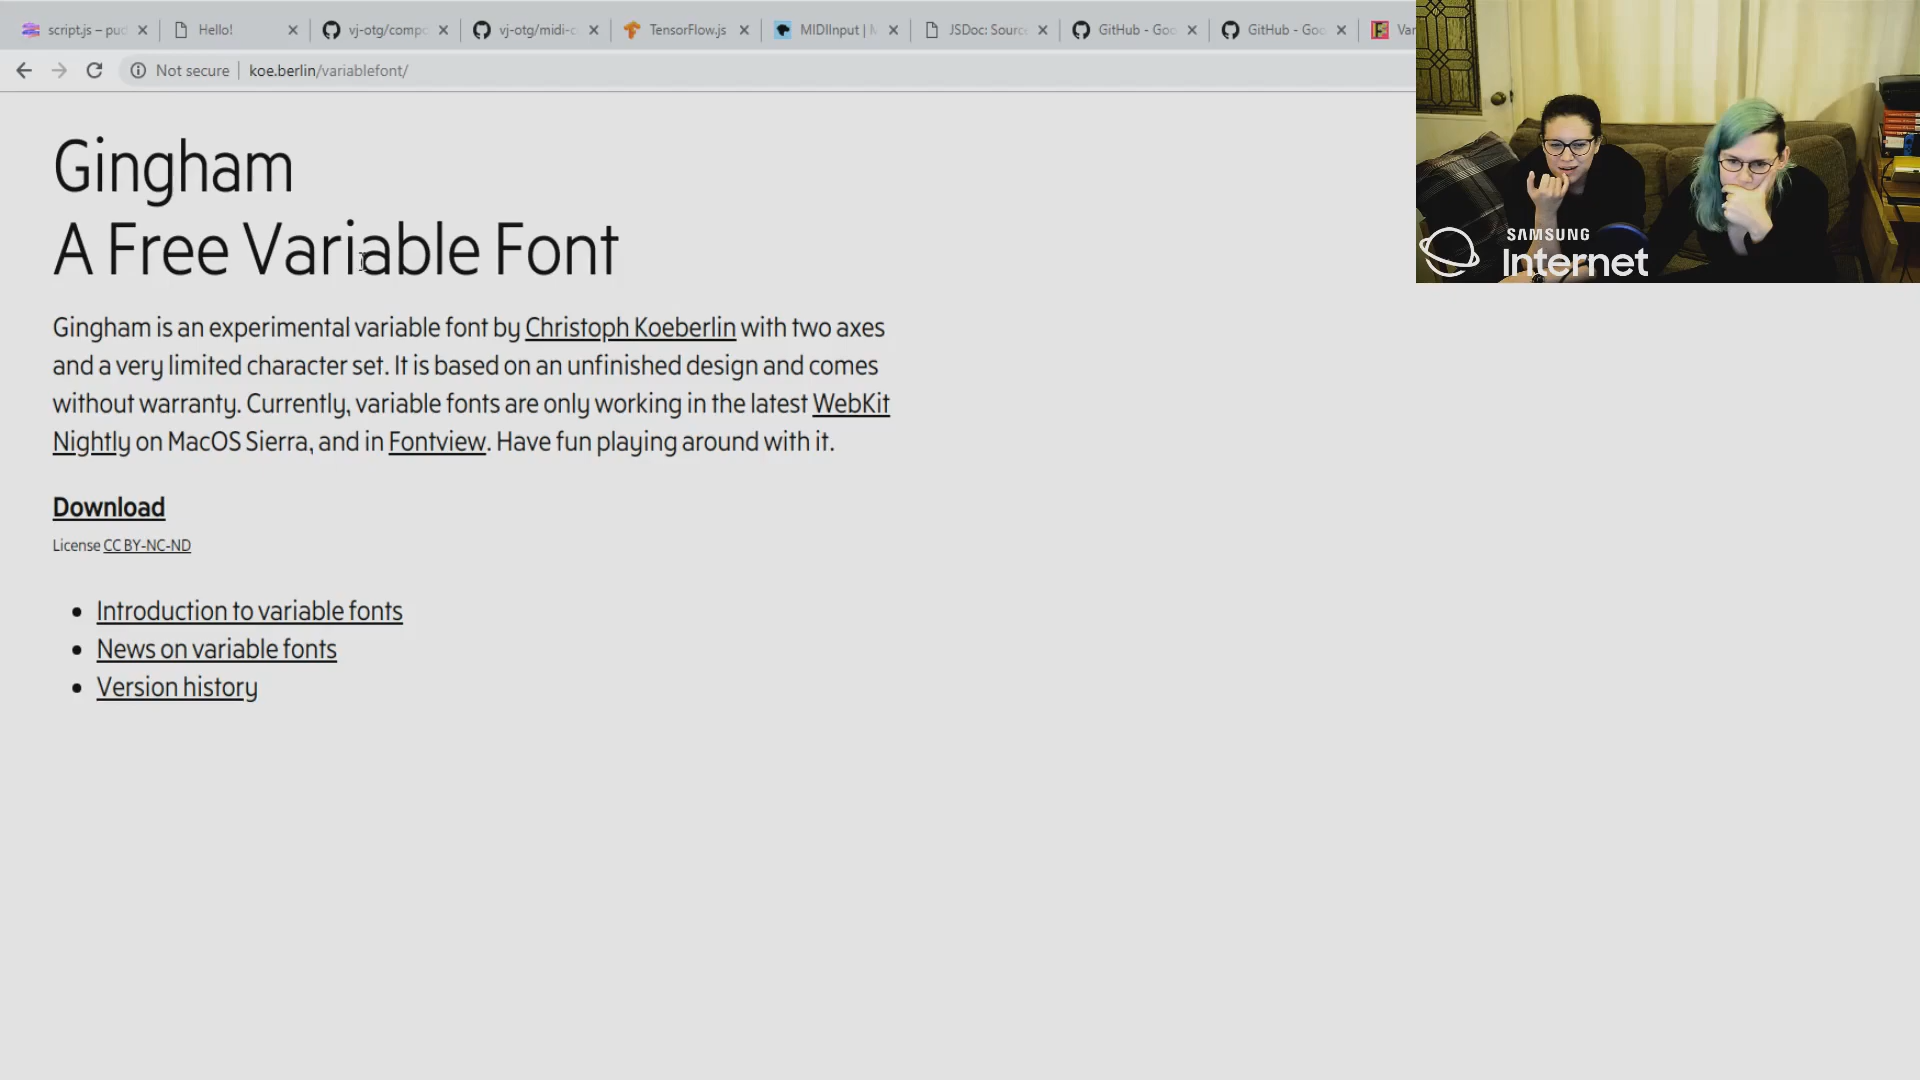 script.js – pu
Hello!
vj-otg/compo
vj-otg/midi-c
TensorFlow.js
MIDIInput | M
JSDoc: Source
GitHub - Goo
GitHub - Goo
Var
Not secure
koe.berlin/variablefont/
SAMSUNG
Internet
Gingham
A Free Variable Font
Gingham is an experimental variable font by Christoph Koeberlin with two axes
and a very limited character set. It is based on an unfinished design and comes
without warranty. Currently, variable fonts are only working in the latest WebKit
Nightly on MacOS Sierra, and in Fontview. Have fun playing around with it.
Download
License CC BY-NC-ND
Introduction to variable fonts
News on variable fonts
Version history